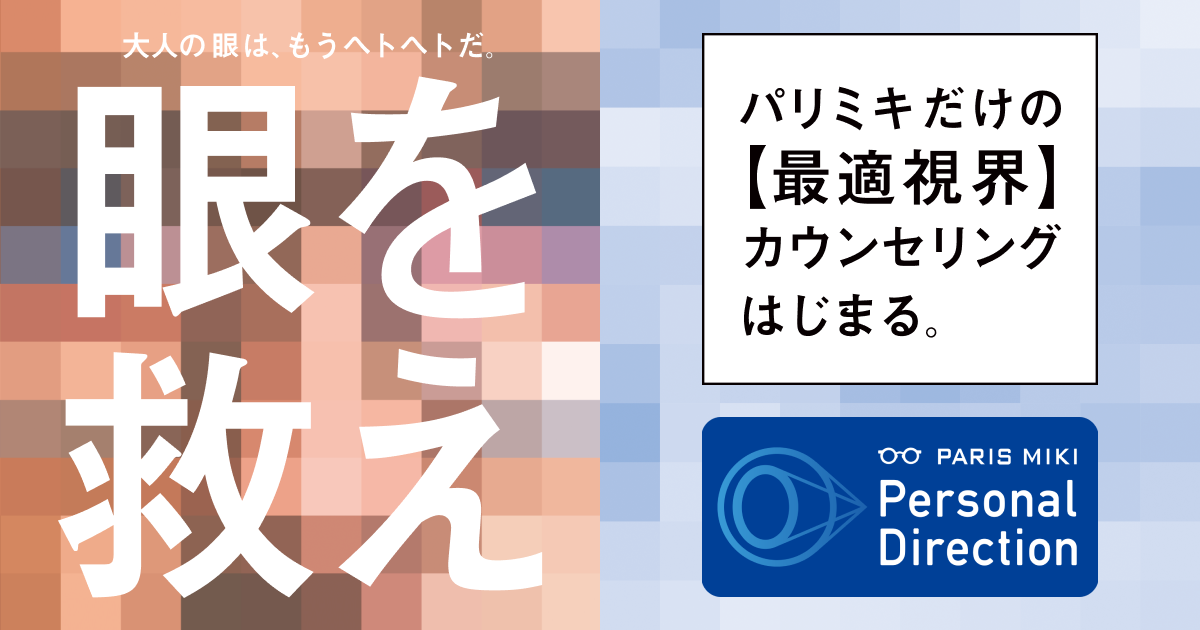 大人の眼は、もうヘトヘトだ。
眼を
救え
パリミキだけの
【最適視界】
カウンセリング
はじまる。
PARIS MIKI
Personal
Direction